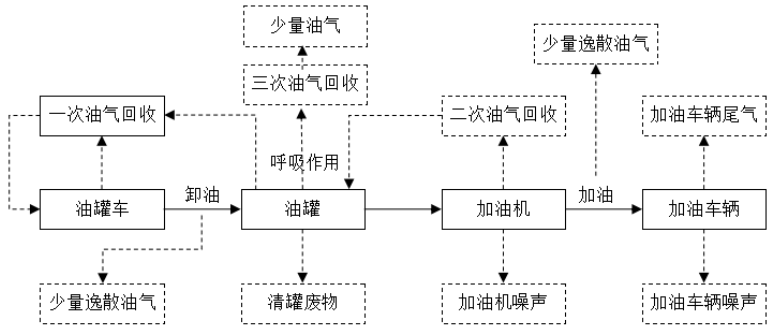 少量油气
少量逸散油气
三次油气回收
一次油气回收
二次油气回收
加油车辆尾气
呼吸作用
油罐车
卸油
油罐
加油机
加油
加油车辆
少量逸散油气
清罐废物
加油机噪声
加油车辆噪声